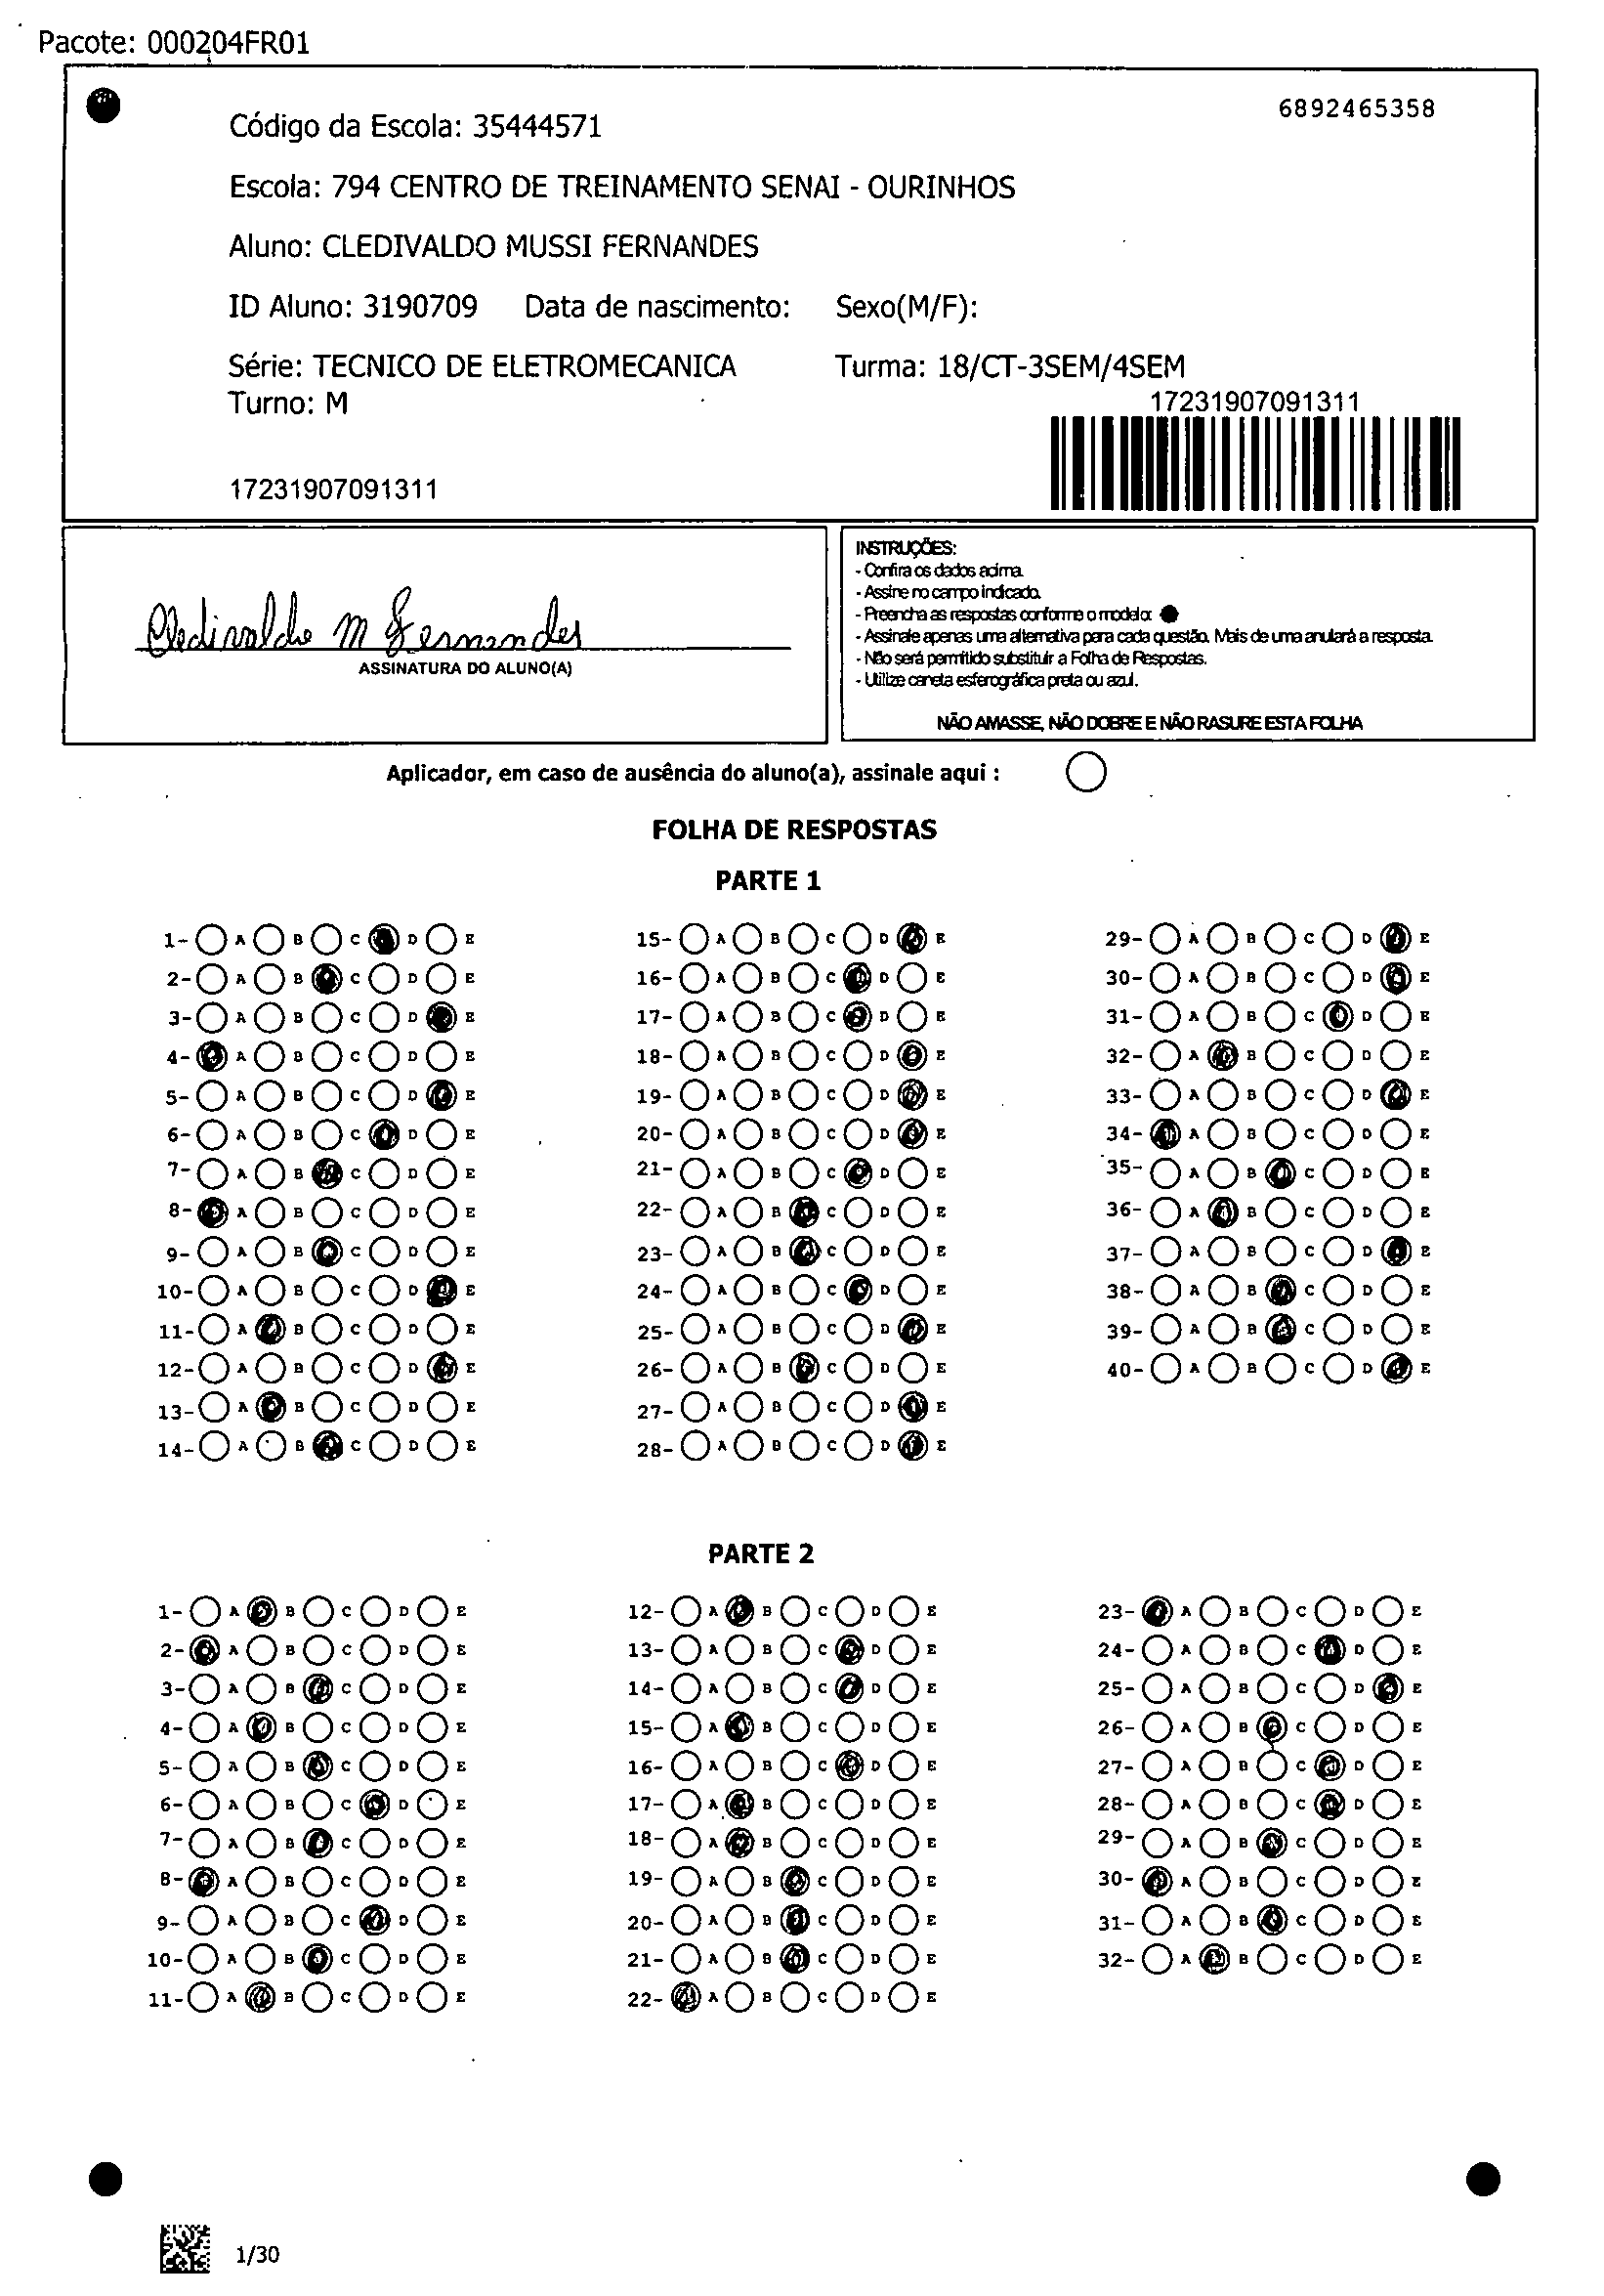 Pacote: 000204FR01
6892465358
Código da Escola: 35444571
Escola: 794 CENTRO DE TREINAMENTO SENAI - OURINHOS
Aluno: CLEDIVALDO MUSSI FERNANDES
ID Aluno: 3190709 Data de nascimento: Sexo(M/F):
Série: TECNICO DE ELETROMECANICA Turma: 18/CT-3SEM/4SEM
Turno: M
17231907091311
17231907091311
Cledivaldo M Fernandes
ASSINATURA DO ALUNO(A)
INSTRUÇÕES:
- Confira os dados acima.
- Assine no campo indicado.
- Preencha as respostas conforme o modelo:
- Assinale apenas uma alternativa para cada questão. Mais de uma anulará a resposta.
- Não será permitido substituir a Folha de Respostas.
- Utilize caneta esferográfica preta ou azul.
NÃO AMASSE, NÃO DOBRE E NÃO RASURE ESTA FOLHA
Aplicador, em caso de ausência do aluno(a), assinale aqui :
FOLHA DE RESPOSTAS
PARTE 1
1- A B C D E 15- A B C D E 29- A B C D E
2- A B C D E 16- A B C D E 30- A B C D E
3- A B C D E 17- A B C D E 31- A B C D E
4- A B C D E 18- A B C D E 32- A B C D E
5- A B C D E 19- A B C D E 33- A B C D E
6- A B C D E 20- A B C D E 34- A B C D E
7- A B C D E 21- A B C D E 35- A B C D E
8- A B C D E 22- A B C D E 36- A B C D E
9- A B C D E 23- A B C D E 37- A B C D E
10- A B C D E 24- A B C D E 38- A B C D E
11- A B C D E 25- A B C D E 39- A B C D E
12- A B C D E 26- A B C D E 40- A B C D E
13- A B C D E 27- A B C D E
14- A B C D E 28- A B C D E
PARTE 2
1- A B C D E 12- A B C D E 23- A B C D E
2- A B C D E 13- A B C D E 24- A B C D E
3- A B C D E 14- A B C D E 25- A B C D E
4- A B C D E 15- A B C D E 26- A B C D E
5- A B C D E 16- A B C D E 27- A B C D E
6- A B C D E 17- A B C D E 28- A B C D E
7- A B C D E 18- A B C D E 29- A B C D E
8- A B C D E 19- A B C D E 30- A B C D E
9- A B C D E 20- A B C D E 31- A B C D E
10- A B C D E 21- A B C D E 32- A B C D E
11- A B C D E 22- A B C D E
1/30